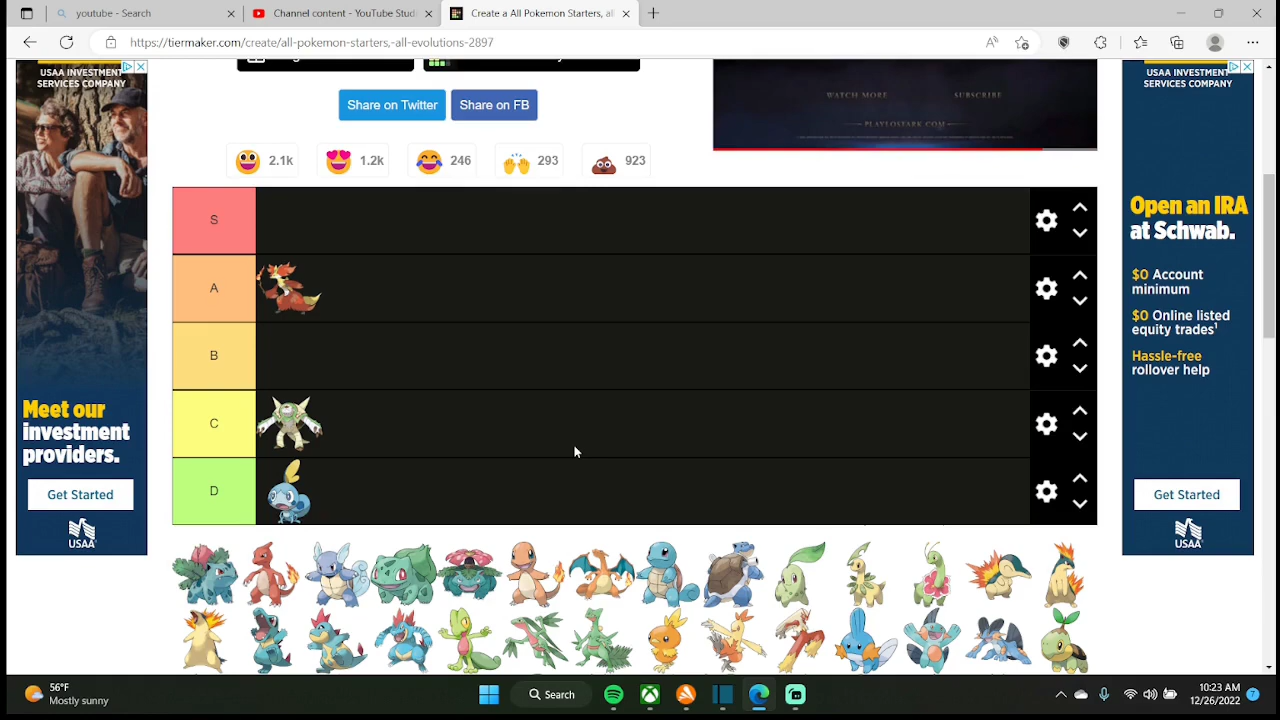 youtube - Search
Channel content - YouTube Studi
Create a All Pokemon Starters, al
https://tiermaker.com/create/all-pokemon-starters,-all-evolutions-2897
USAA INVESTMENT
SERVICES COMPANY
WATCH MORE
SUBSCRIBE
PLAYLOSTARK.COM
USAA INVESTMENT
SERVICES COMPANY
Share on Twitter
Share on FB
2.1k
1.2k
246
293
923
S
A
B
C
D
Open an IRA
at Schwab.
$0 Account
minimum
$0 Online listed
equity trades1
Hassle-free
rollover help
Meet our
investment
providers.
Get Started
USAA
Get Started
USAA
56°F
Mostly sunny
Search
10:23 AM
12/26/2022
7